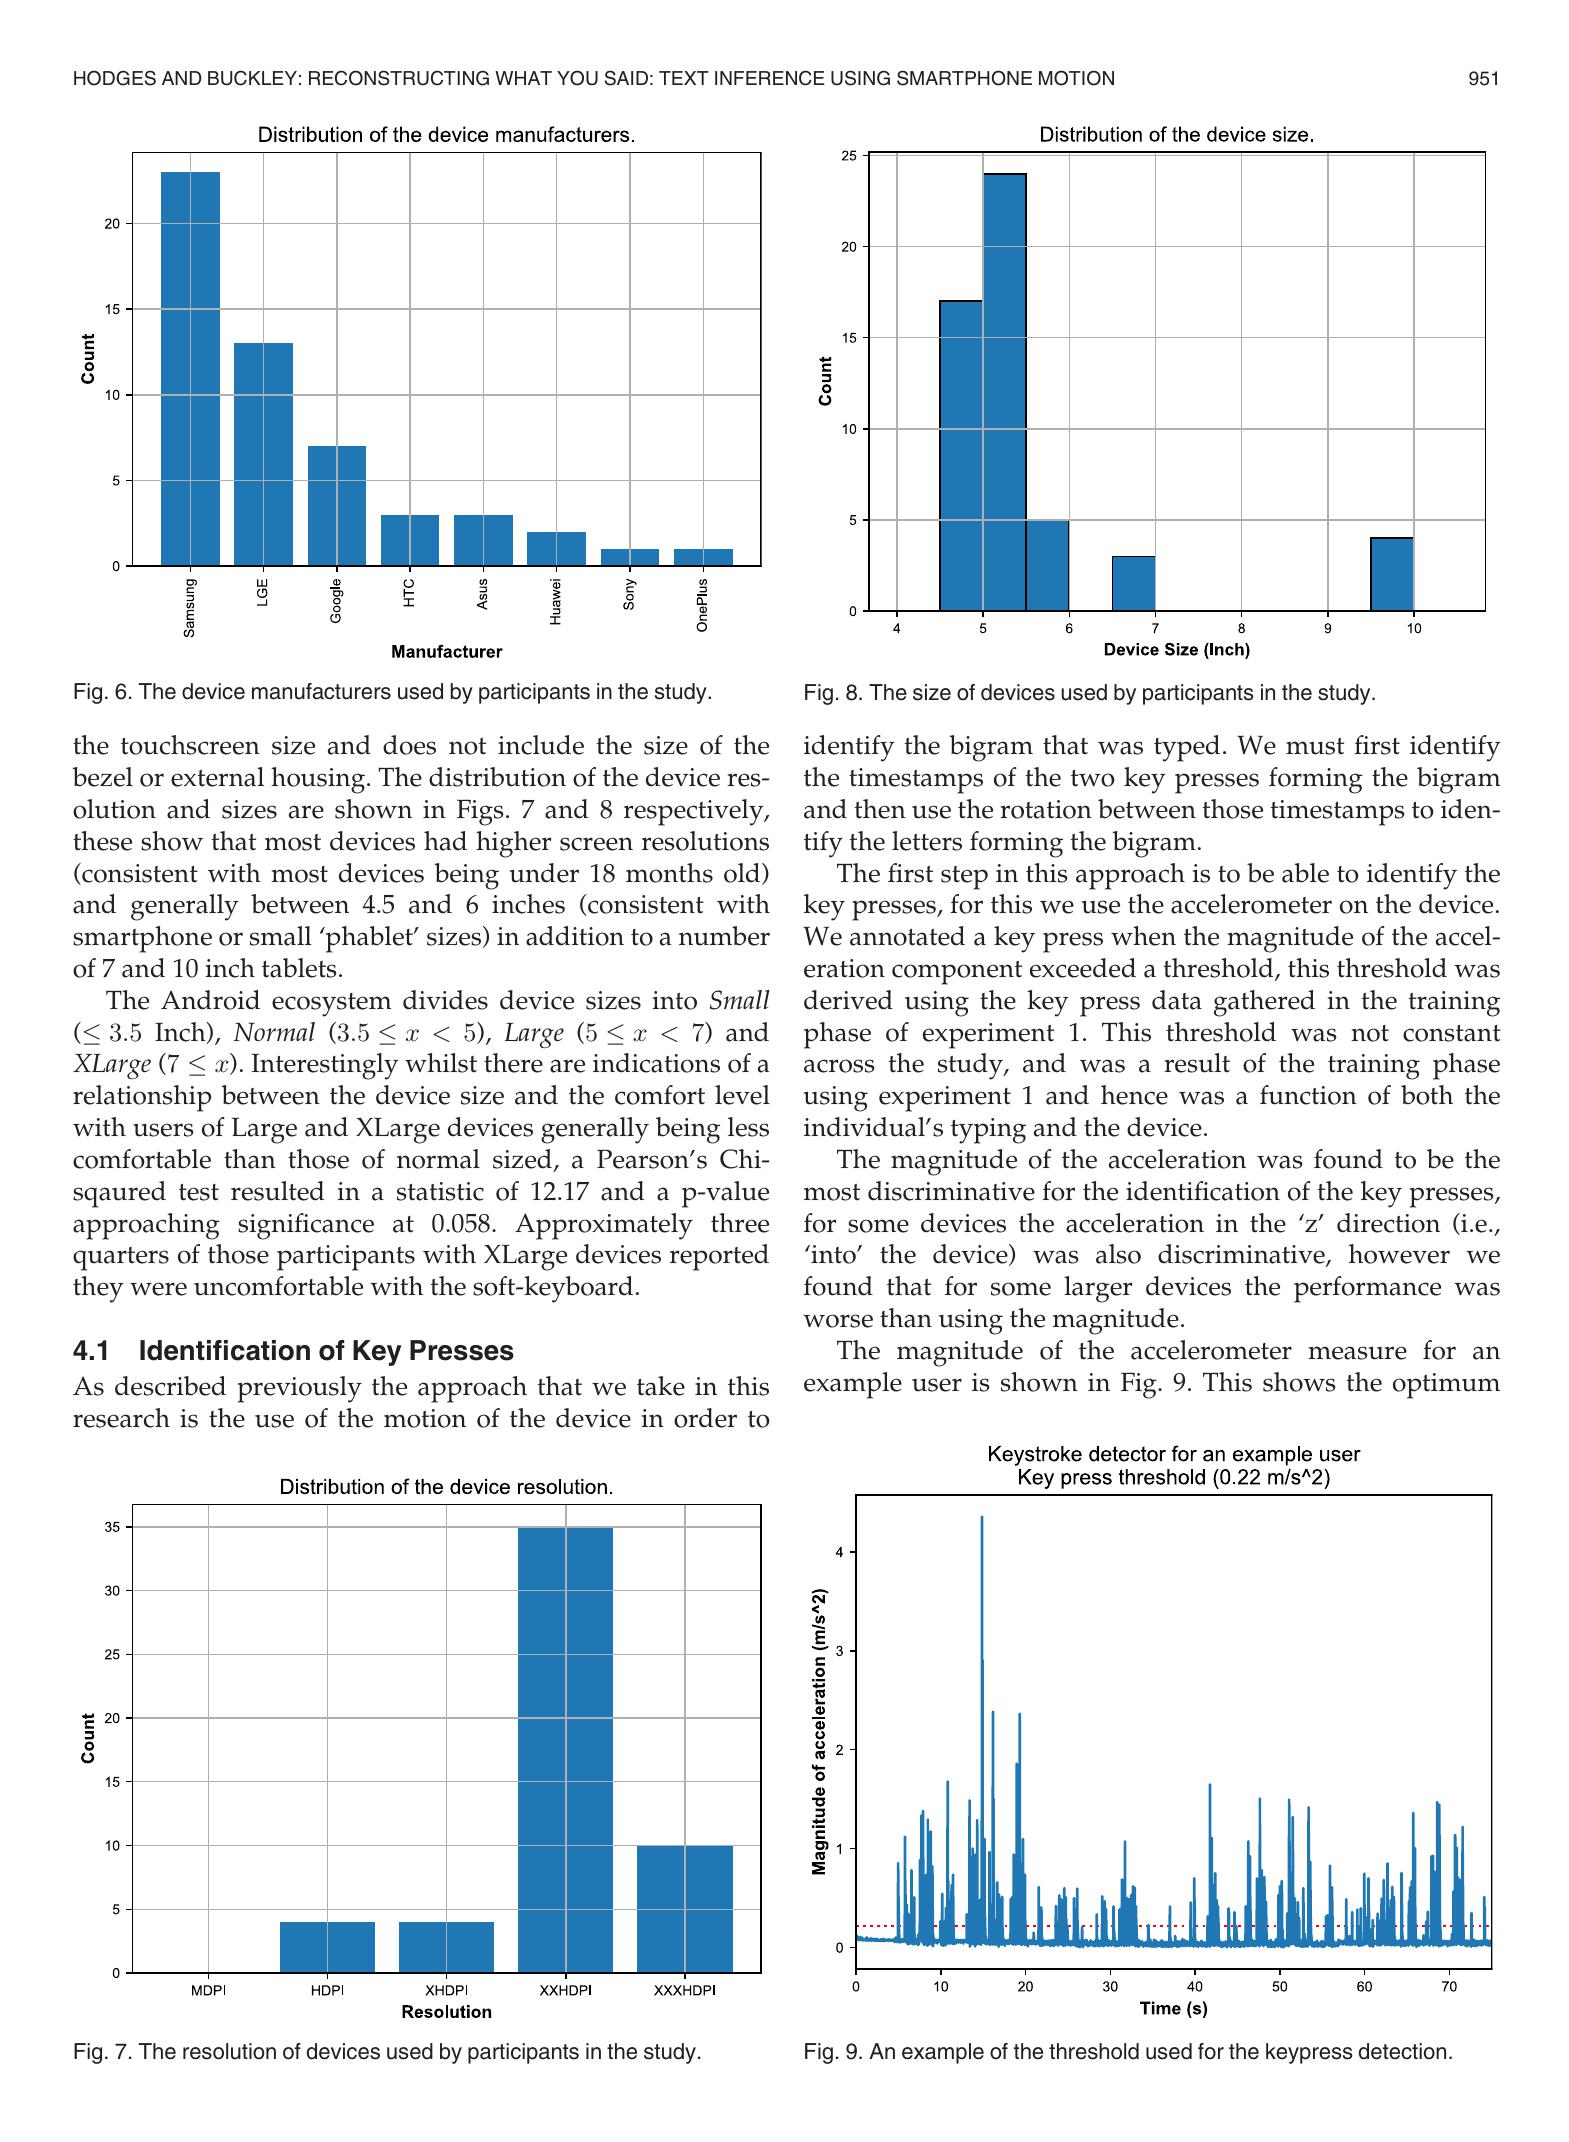 HODGES AND BUCKLEY: RECONSTRUCTING WHAT YOU SAID: TEXT INFERENCE USING SMARTPHONE MOTION 951
Distribution of the device manufacturers.
20
15
10
5
0
Count
Samsung
LGE
Google
HTC
Asus
Huawei
Sony
OnePlus
Manufacturer
Fig. 6. The device manufacturers used by participants in the study.
the touchscreen size and does not include the size of the
bezel or external housing. The distribution of the device res-
olution and sizes are shown in Figs. 7 and 8 respectively,
these show that most devices had higher screen resolutions
(consistent with most devices being under 18 months old)
and generally between 4.5 and 6 inches (consistent with
smartphone or small ‘phablet’ sizes) in addition to a number
of 7 and 10 inch tablets.
The Android ecosystem divides device sizes into Small
(≤ 3.5 Inch), Normal (3.5 ≤ x < 5), Large (5 ≤ x < 7) and
XLarge (7 ≤ x). Interestingly whilst there are indications of a
relationship between the device size and the comfort level
with users of Large and XLarge devices generally being less
comfortable than those of normal sized, a Pearson’s Chi-
sqaured test resulted in a statistic of 12.17 and a p-value
approaching significance at 0.058. Approximately three
quarters of those participants with XLarge devices reported
they were uncomfortable with the soft-keyboard.
4.1 Identification of Key Presses
As described previously the approach that we take in this
research is the use of the motion of the device in order to
Distribution of the device resolution.
35
30
25
20
15
10
5
0
Count
MDPI HDPI XHDPI XXHDPI XXXHDPI
Resolution
Fig. 7. The resolution of devices used by participants in the study.
Distribution of the device size.
25
20
15
10
5
0
Count
4 5 6 7 8 9 10
Device Size (Inch)
Fig. 8. The size of devices used by participants in the study.
identify the bigram that was typed. We must first identify
the timestamps of the two key presses forming the bigram
and then use the rotation between those timestamps to iden-
tify the letters forming the bigram.
The first step in this approach is to be able to identify the
key presses, for this we use the accelerometer on the device.
We annotated a key press when the magnitude of the accel-
eration component exceeded a threshold, this threshold was
derived using the key press data gathered in the training
phase of experiment 1. This threshold was not constant
across the study, and was a result of the training phase
using experiment 1 and hence was a function of both the
individual’s typing and the device.
The magnitude of the acceleration was found to be the
most discriminative for the identification of the key presses,
for some devices the acceleration in the ‘z’ direction (i.e.,
‘into’ the device) was also discriminative, however we
found that for some larger devices the performance was
worse than using the magnitude.
The magnitude of the accelerometer measure for an
example user is shown in Fig. 9. This shows the optimum
Keystroke detector for an example user
Key press threshold (0.22 m/s^2)
4
3
2
1
0
Magnitude of acceleration (m/s^2)
0 10 20 30 40 50 60 70
Time (s)
Fig. 9. An example of the threshold used for the keypress detection.